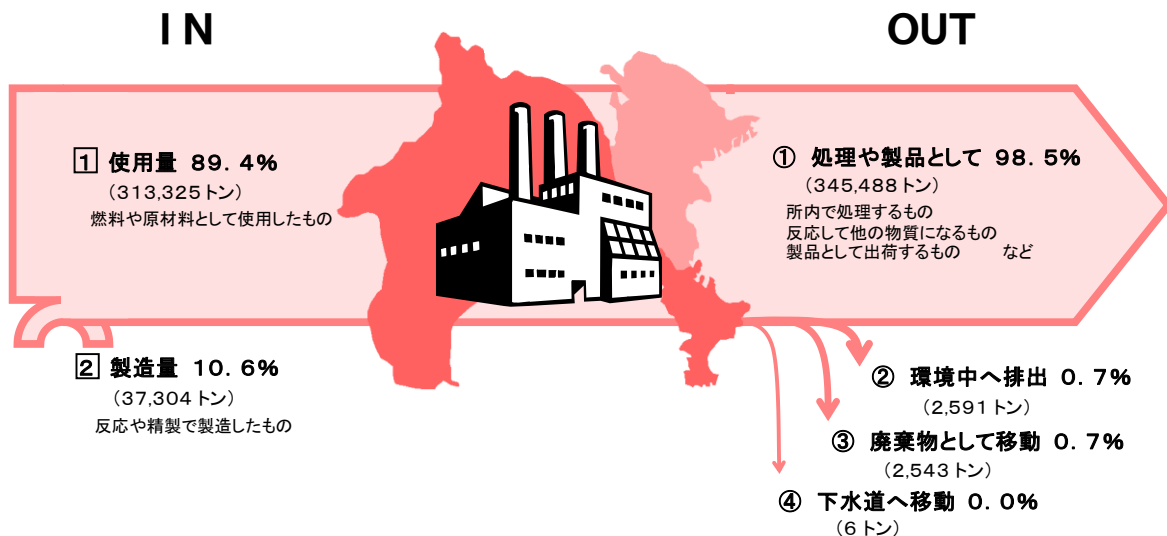 IN
OUT
1 使用量 89.4%
(313,325トン)
燃料や原材料として使用したもの
2 製造量 10.6%
(37,304トン)
反応や精製で製造したもの
① 処理や製品として 98.5%
(345,488トン)
所内で処理するもの
反応して他の物質になるもの
製品として出荷するもの など
② 環境中へ排出 0.7%
(2,591トン)
③ 廃棄物として移動 0.7%
(2,543トン)
④ 下水道へ移動 0.0%
(6トン)